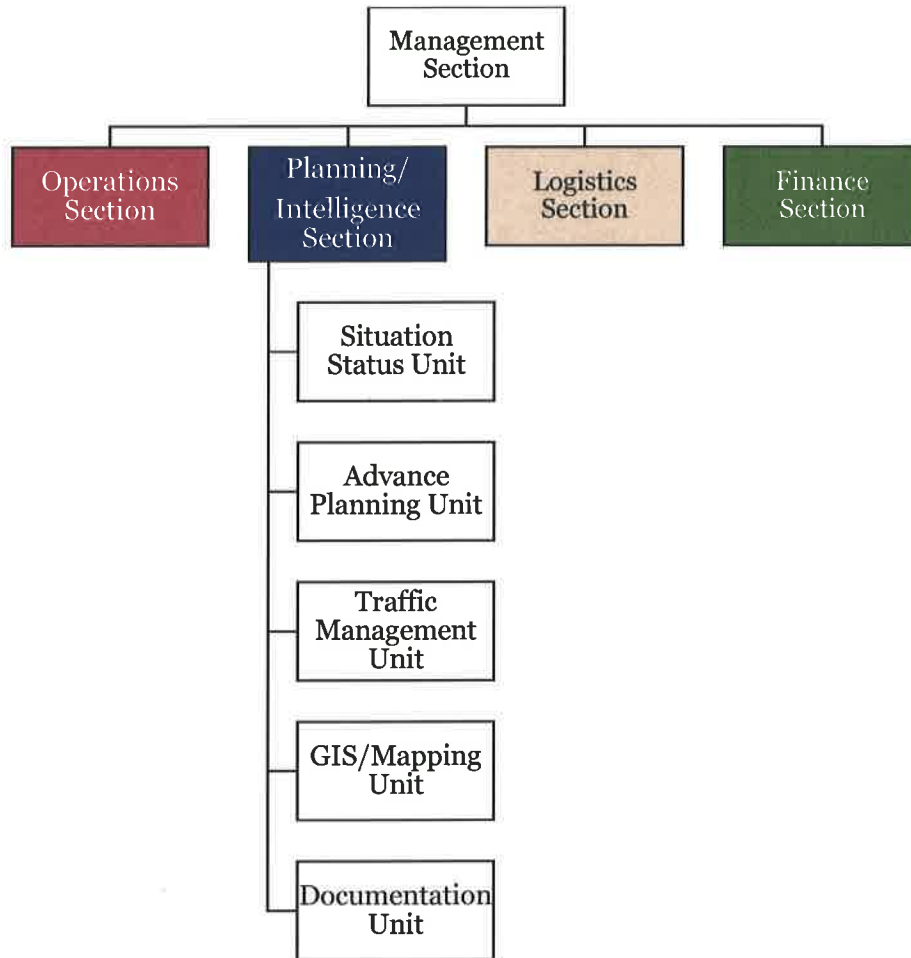 Management
Section
Operations
Section
Planning/
Intelligence
Section
Logistics
Section
Finance
Section
Situation
Status Unit
Advance
Planning Unit
Traffic
Management
Unit
GIS/Mapping
Unit
Documentation
Unit